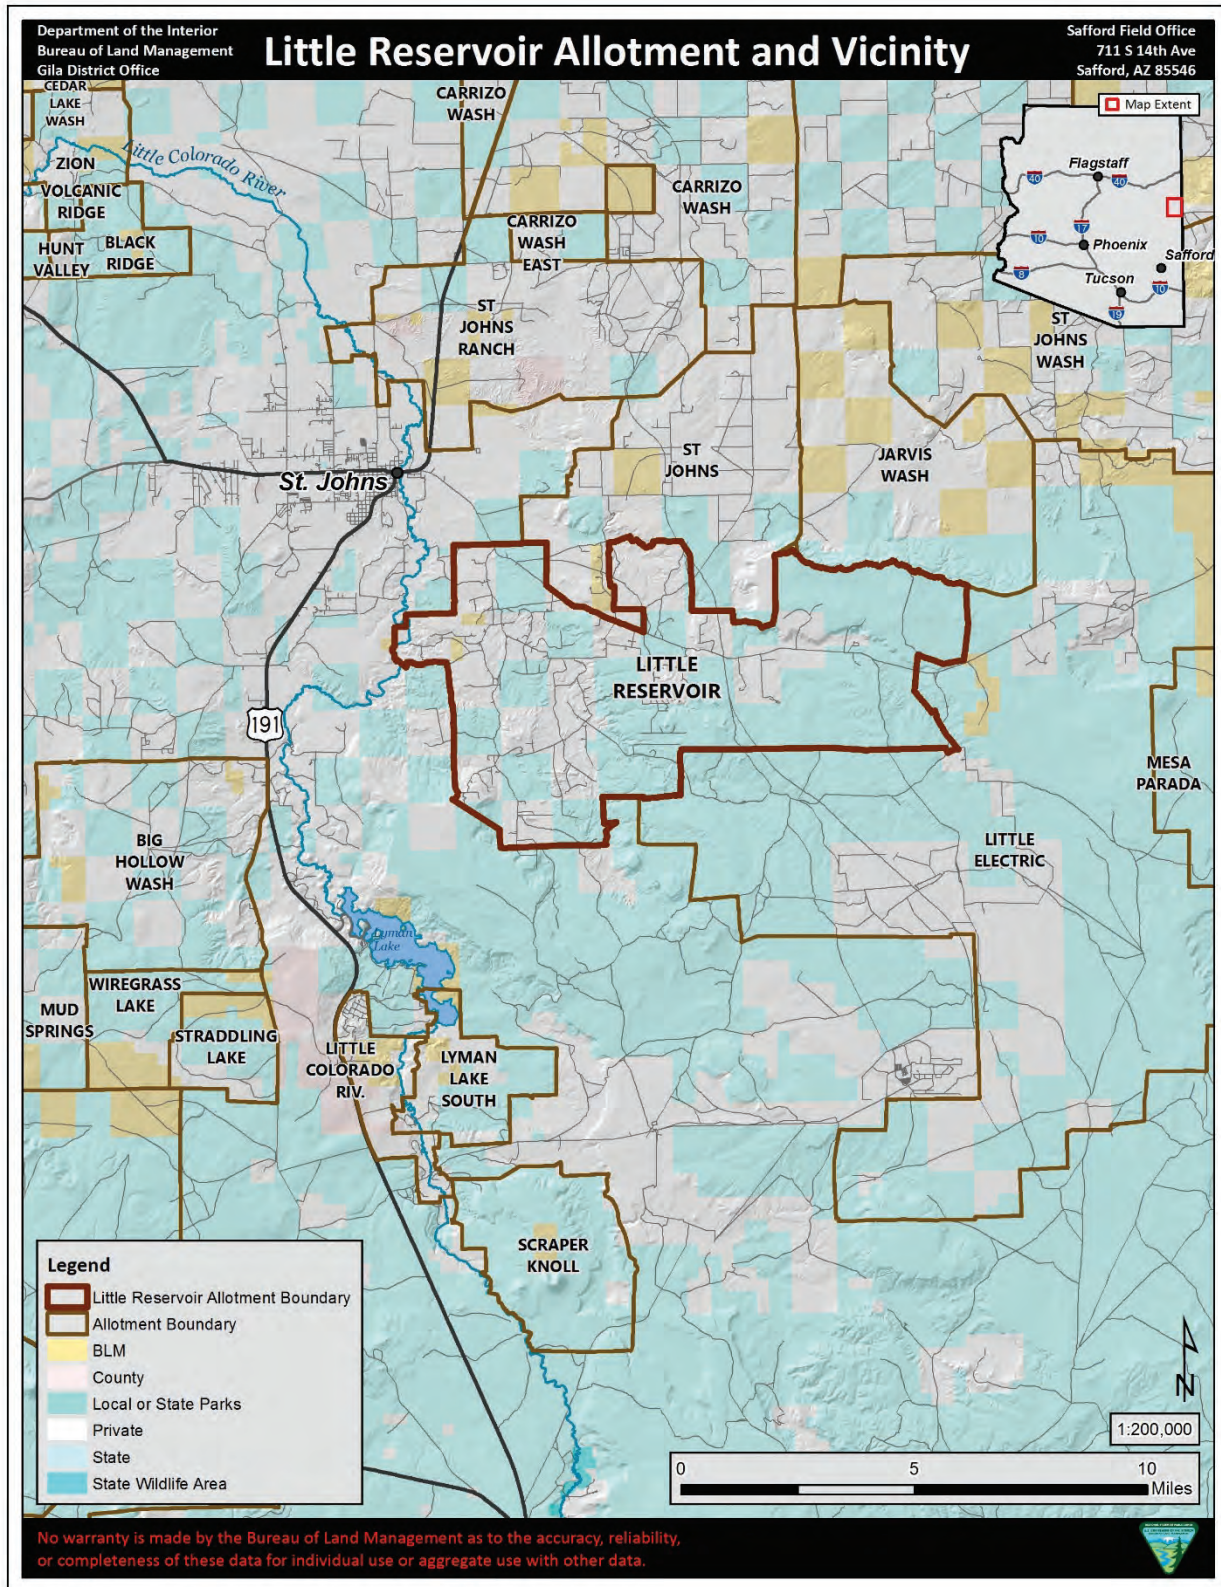 Department of the Interior
Bureau of Land Management
Gila District Office
Little Reservoir Allotment and Vicinity
Safford Field Office
711 S 14th Ave
Safford, AZ 85546
CEDAR
LAKE
WASH
CARRIZO
WASH
Map Extent
Little Colorado River
ZION
VOLCANIC
RIDGE
HUNT
VALLEY
BLACK
RIDGE
CARRIZO
WASH
CARRIZO
WASH
EAST
Flagstaff
40
40
17
10
Phoenix
Safford
8
Tucson
10
19
ST
JOHNS
RANCH
ST
JOHNS
WASH
St. Johns
ST
JOHNS
JARVIS
WASH
LITTLE
RESERVOIR
191
MESA
PARADA
BIG
HOLLOW
WASH
LITTLE
ELECTRIC
Lyman
Lake
WIREGRASS
LAKE
MUD
SPRINGS
STRADDLING
LAKE
LITTLE
COLORADO
RIV.
LYMAN
LAKE
SOUTH
SCRAPER
KNOLL
Legend
Little Reservoir Allotment Boundary
Allotment Boundary
BLM
County
Local or State Parks
Private
State
State Wildlife Area
N
1:200,000
0 5 10
Miles
No warranty is made by the Bureau of Land Management as to the accuracy, reliability,
or completeness of these data for individual use or aggregate use with other data.